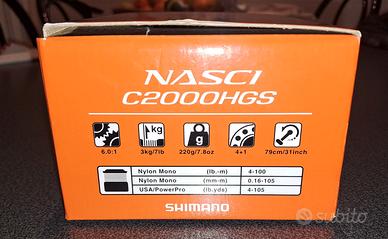 NASCI
C2000HGS
kg g
6.0:1 3kg/7lb 220g/7.8oz 4+1 79cm/31inch
Nylon Mono (lb.-m) 4-100
Nylon Mono (mm-m) 0.16-105
USA/PowerPro (lb.yds) 4-105
SHIMANO
subito